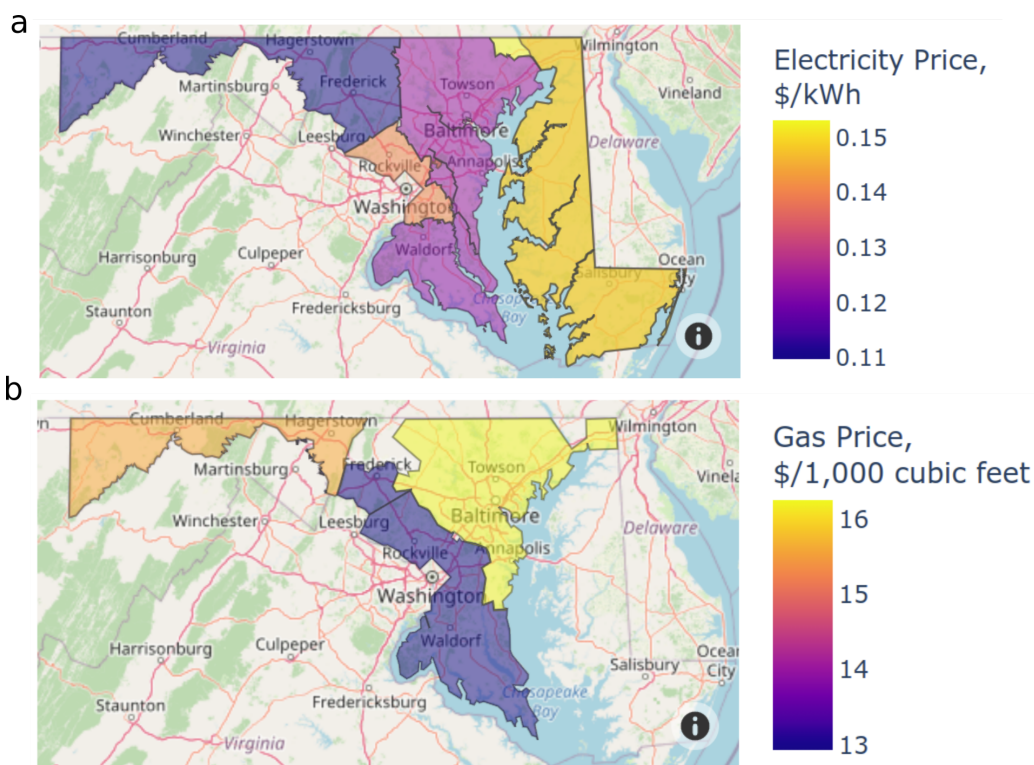 a
Cumberland
Hagerstown
Wilmington
Martinsburg
Frederick
Towson
Vineland
Winchester
Leesburg
Baltimore
Delaware
Rockville
Annapolis
Washington
Harrisonburg
Culpeper
Waldorf
Ocean
City
Salisbury
Staunton
Fredericksburg
Chesap
Bay
Virginia
i
Electricity Price,
$/kWh
0.15
0.14
0.13
0.12
0.11
b
Cumberland
Hagerstown
Wilmington
Martinsburg
Frederick
Towson
Vinela
Winchester
Leesburg
Baltimore
Delaware
Rockville
Annapolis
Washington
Harrisonburg
Culpeper
Waldorf
Salisbury
Ocean
City
Staunton
Fredericksburg
Chesapeake
Bay
Virginia
i
Gas Price,
$/1,000 cubic feet
16
15
14
13